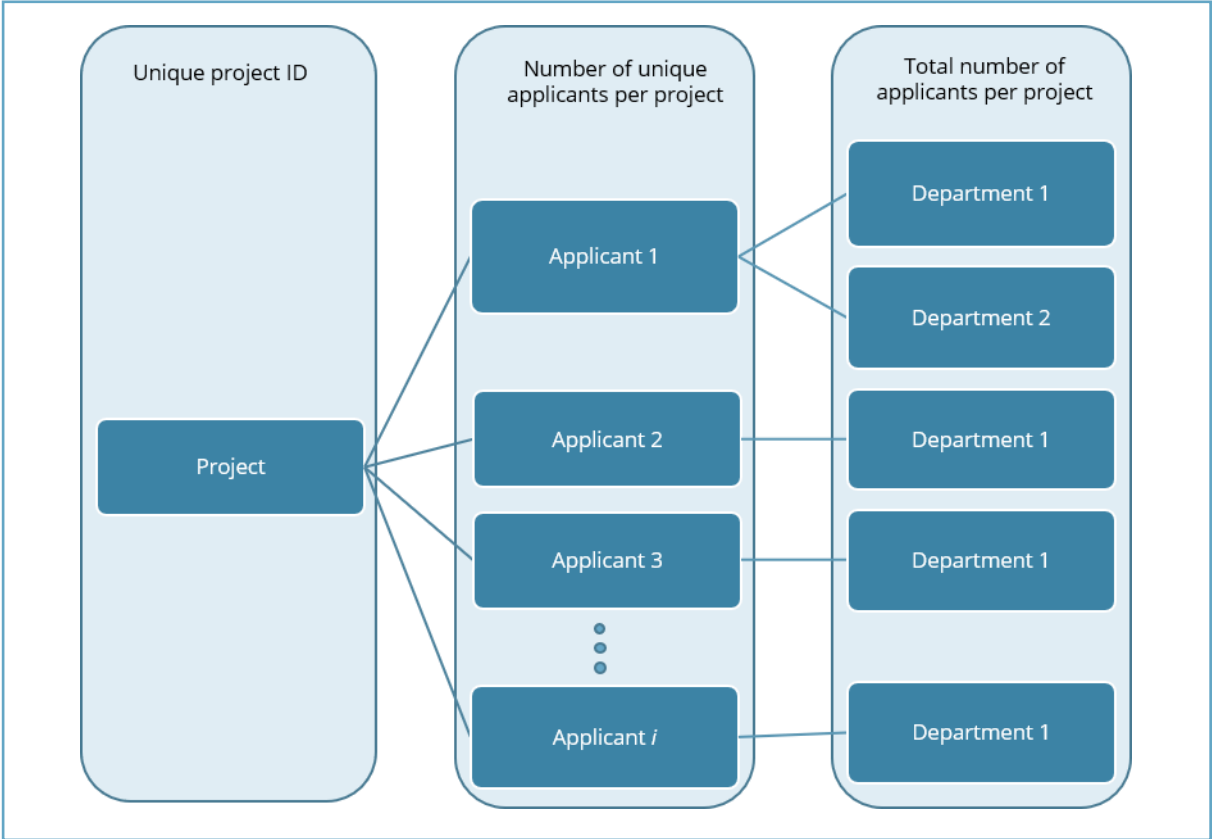 Unique project ID
Number of unique
applicants per project
Total number of
applicants per project
Project
Applicant 1
Applicant 2
Applicant 3
Applicant i
Department 1
Department 2
Department 1
Department 1
Department 1